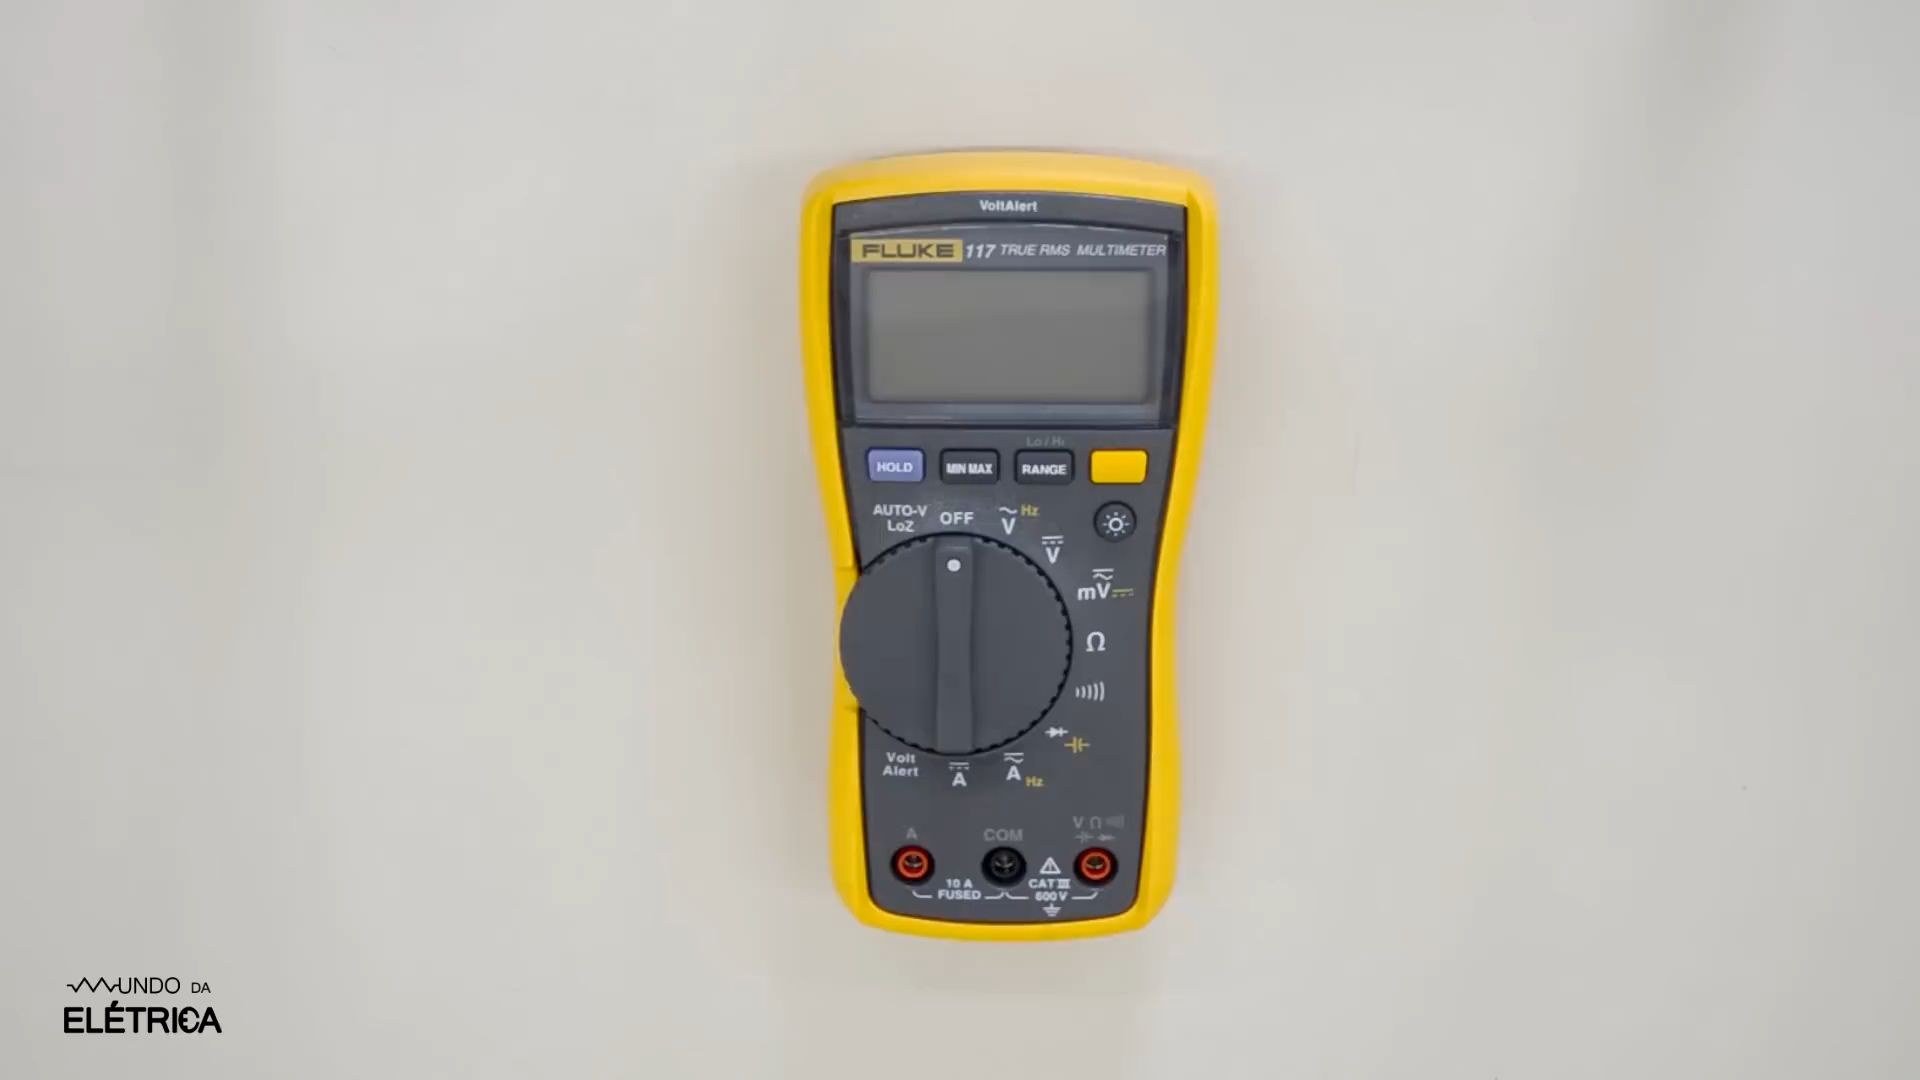 VoltAlert
FLUKE 117 TRUE RMS MULTIMETER
Lo / Hi
HOLD MIN MAX RANGE
AUTO-V
LoZ
OFF
V Hz
V
mV
Ω
Volt
Alert
A
A Hz
A COM V Ω
10 A
FUSED
CAT III
600 V
MUNDO DA
ELÉTRICA